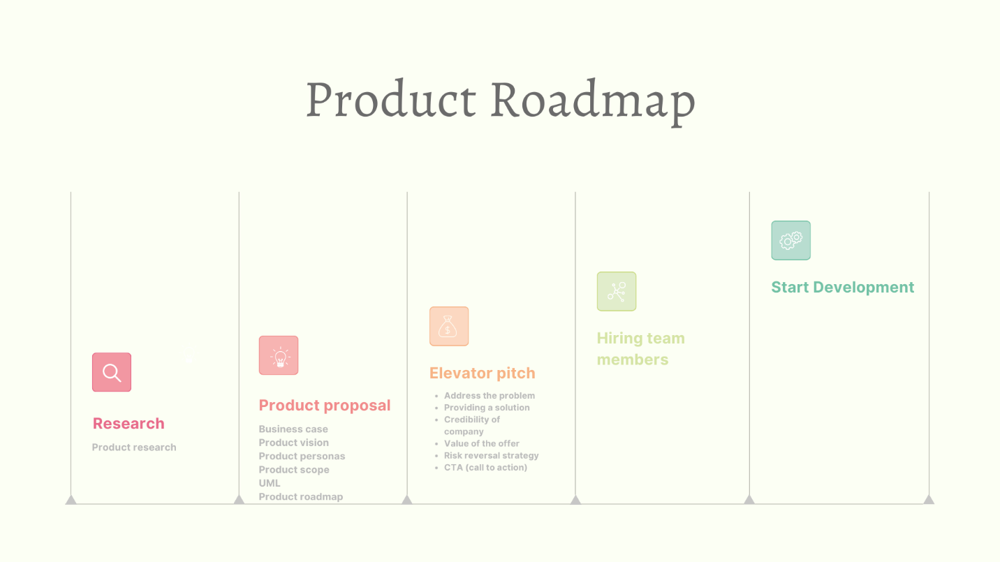 Product Roadmap
Research
Product research
Product proposal
Business case
Product vision
Product personas
Product scope
UML
Product roadmap
$
Elevator pitch
• Address the problem
• Providing a solution
• Credibility of
company
• Value of the offer
• Risk reversal strategy
• CTA (call to action)
Hiring team
members
Start Development